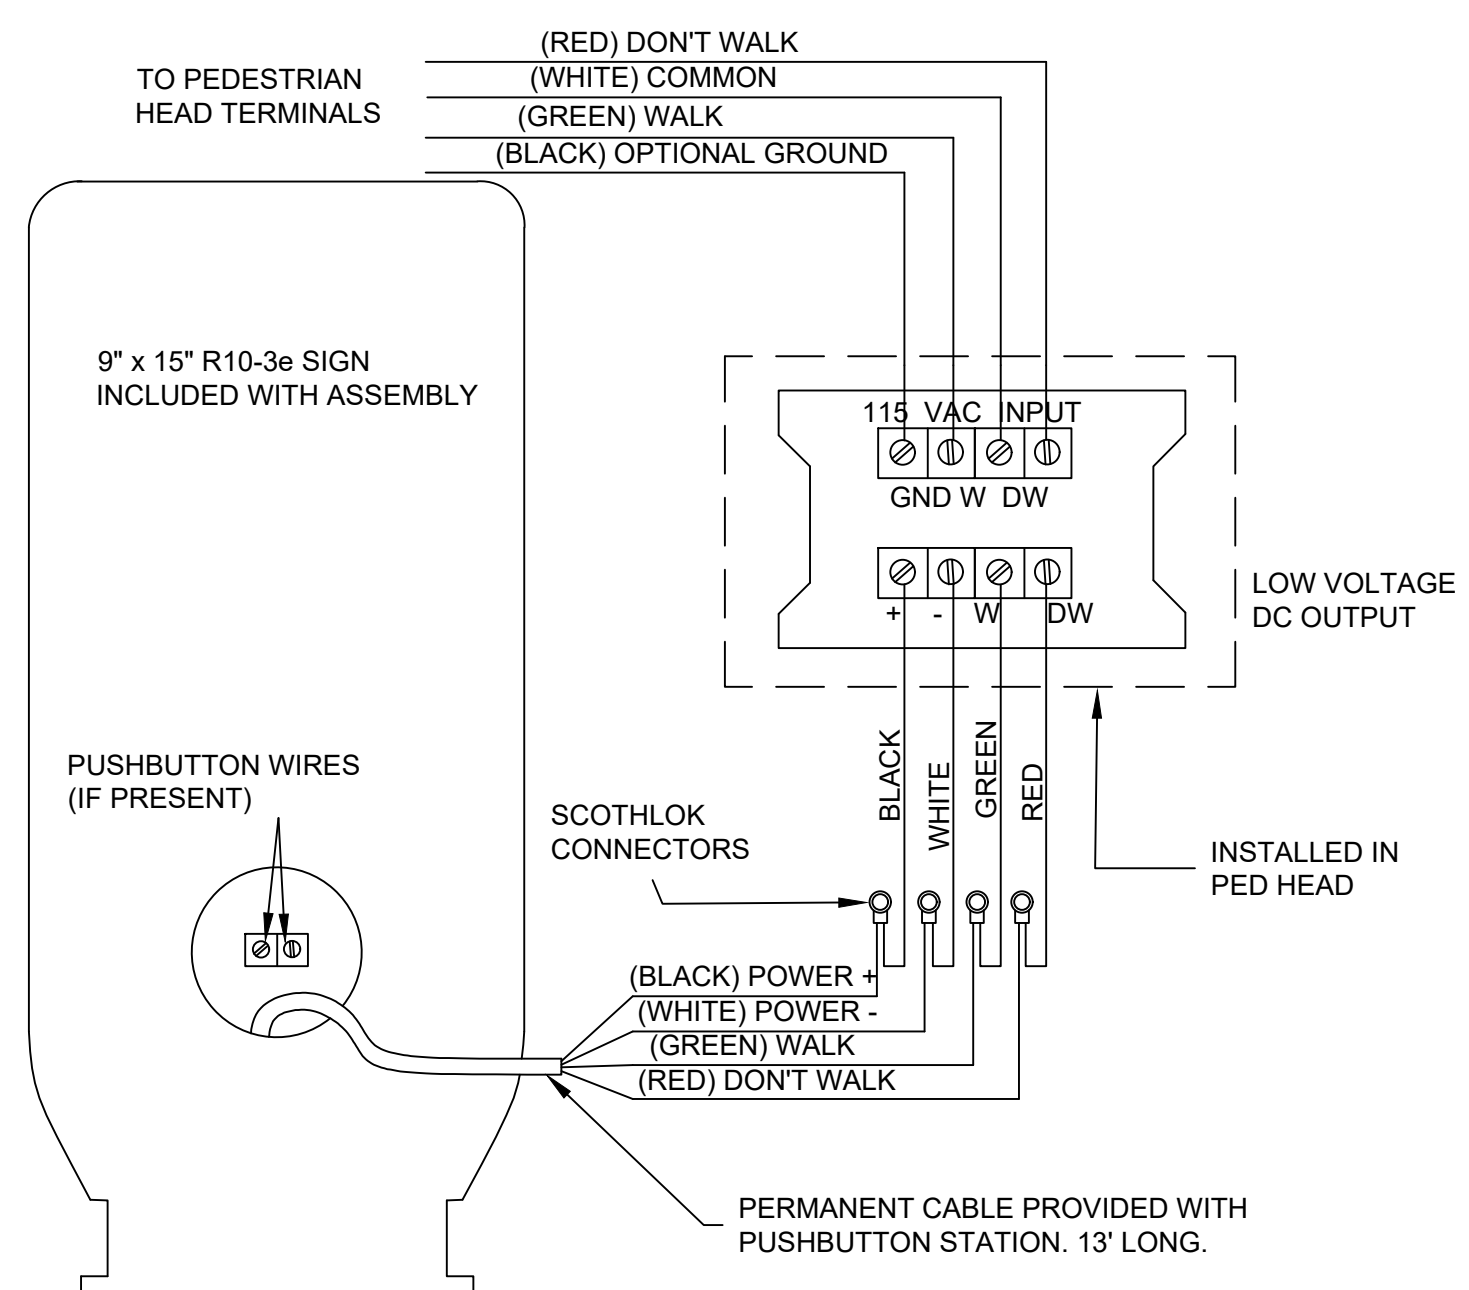 (RED) DON'T WALK
(WHITE) COMMON
(GREEN) WALK
(BLACK) OPTIONAL GROUND
TO PEDESTRIAN
HEAD TERMINALS
9" x 15" R10-3e SIGN
INCLUDED WITH ASSEMBLY
115 VAC INPUT
GND W DW
+ - W DW
LOW VOLTAGE
DC OUTPUT
BLACK
WHITE
GREEN
RED
PUSHBUTTON WIRES
(IF PRESENT)
SCOTHLOK
CONNECTORS
INSTALLED IN
PED HEAD
(BLACK) POWER +
(WHITE) POWER -
(GREEN) WALK
(RED) DON'T WALK
PERMANENT CABLE PROVIDED WITH
PUSHBUTTON STATION. 13' LONG.